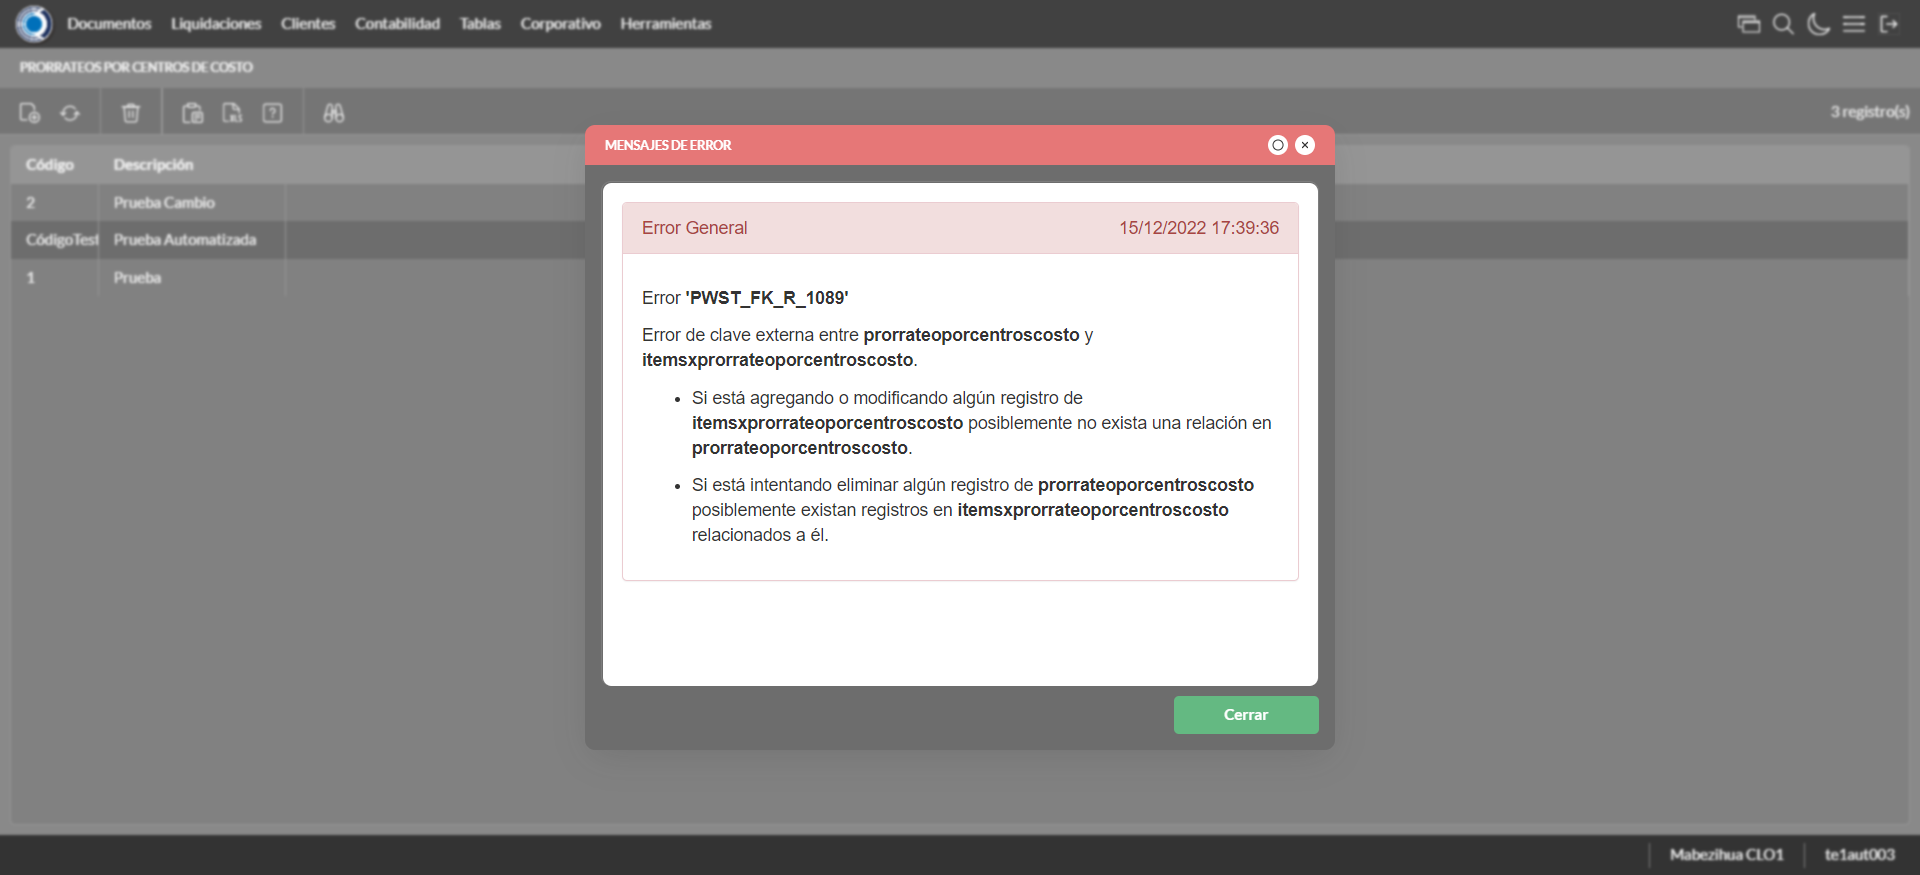 Documentos Liquidaciones Clientes Contabilidad Tablas Corporativo Herramientas
PRORRATEOS POR CENTROS DE COSTO
3 registro(s)
Código Descripción
2 Prueba Cambio
CódigoTest Prueba Automatizada
1 Prueba
MENSAJES DE ERROR
Error General 15/12/2022 17:39:36
Error 'PWST_FK_R_1089'
Error de clave externa entre prorrateoporcentroscosto y
itemsxprorrateoporcentroscosto.
• Si está agregando o modificando algún registro de
itemsxprorrateoporcentroscosto posiblemente no exista una relación en
prorrateoporcentroscosto.
• Si está intentando eliminar algún registro de prorrateoporcentroscosto
posiblemente existan registros en itemsxprorrateoporcentroscosto
relacionados a él.
Cerrar
Mabezihua CLO1 te1aut003